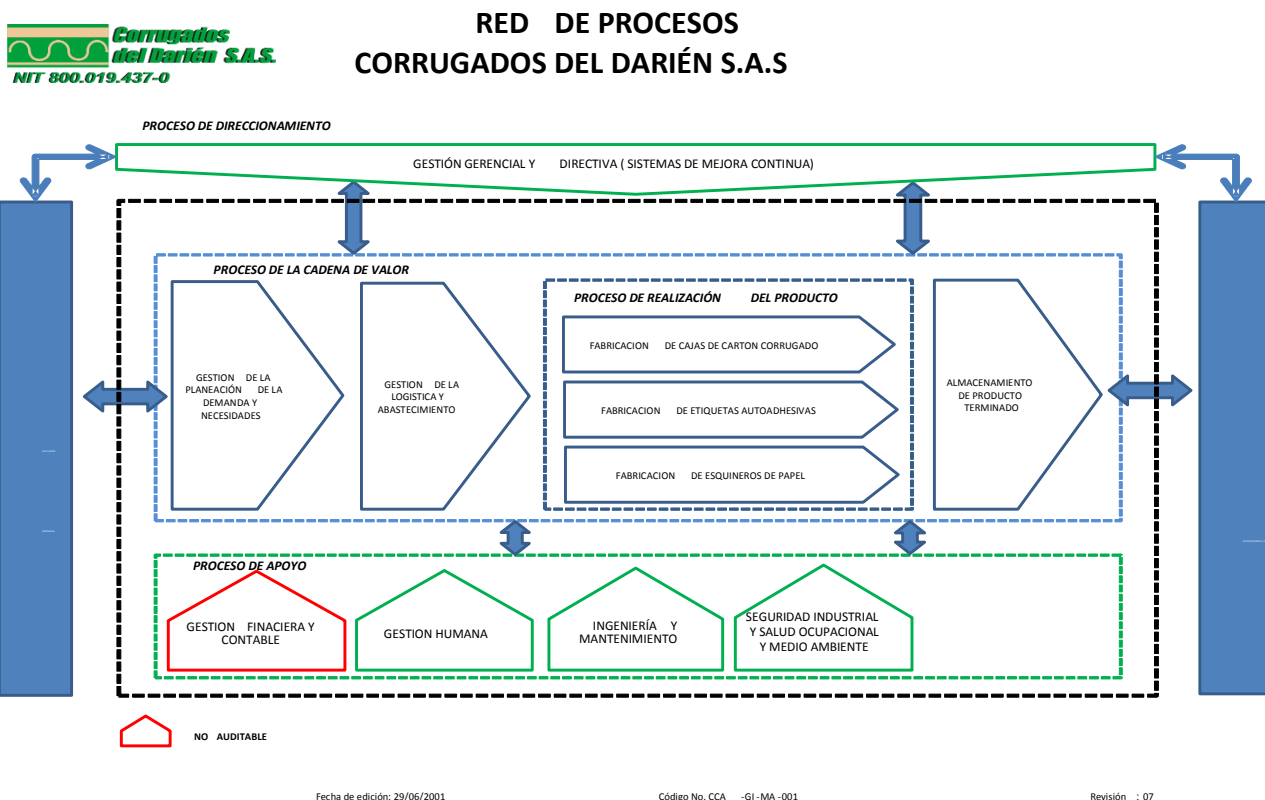 RED DE PROCESOS
CORRUGADOS DEL DARIÉN S.A.S
Corrugados
del Darién S.A.S.
NIT 800.019.437-0
PROCESO DE DIRECCIONAMIENTO
GESTIÓN GERENCIAL Y DIRECTIVA ( SISTEMAS DE MEJORA CONTINUA)
PROCESO DE LA CADENA DE VALOR
GESTION DE LA
PLANEACIÓN DE LA
DEMANDA Y
NECESIDADES
GESTION DE LA
LOGISTICA Y
ABASTECIMIENTO
PROCESO DE REALIZACIÓN DEL PRODUCTO
FABRICACION DE CAJAS DE CARTON CORRUGADO
FABRICACION DE ETIQUETAS AUTOADHESIVAS
FABRICACION DE ESQUINEROS DE PAPEL
ALMACENAMIENTO
DE PRODUCTO
TERMINADO
PROCESO DE APOYO
GESTION FINACIERA Y
CONTABLE
GESTION HUMANA
INGENIERÍA Y
MANTENIMIENTO
SEGURIDAD INDUSTRIAL
Y SALUD OCUPACIONAL
Y MEDIO AMBIENTE
NO AUDITABLE
Fecha de edición: 29/06/2001
Código No. CCA -GI -MA -001
Revisión : 07